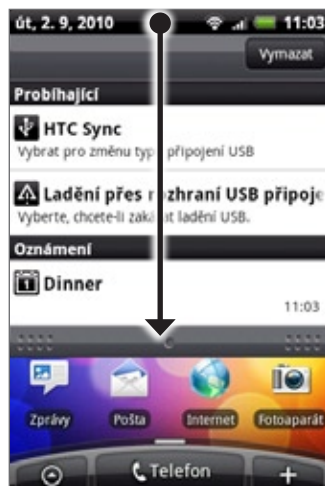 út, 2. 9, 2010 11:03
Vymazat
Probíhající
HTC Sync
Vybrat pro změnu typ připojení USB
Ladění přes rozhraní USB připoje
Vyberte, chcete-li zakázat ladění USB.
Oznámení
Dinner
11:03
Zprávy Pošta Internet Fotoaparát
Telefon